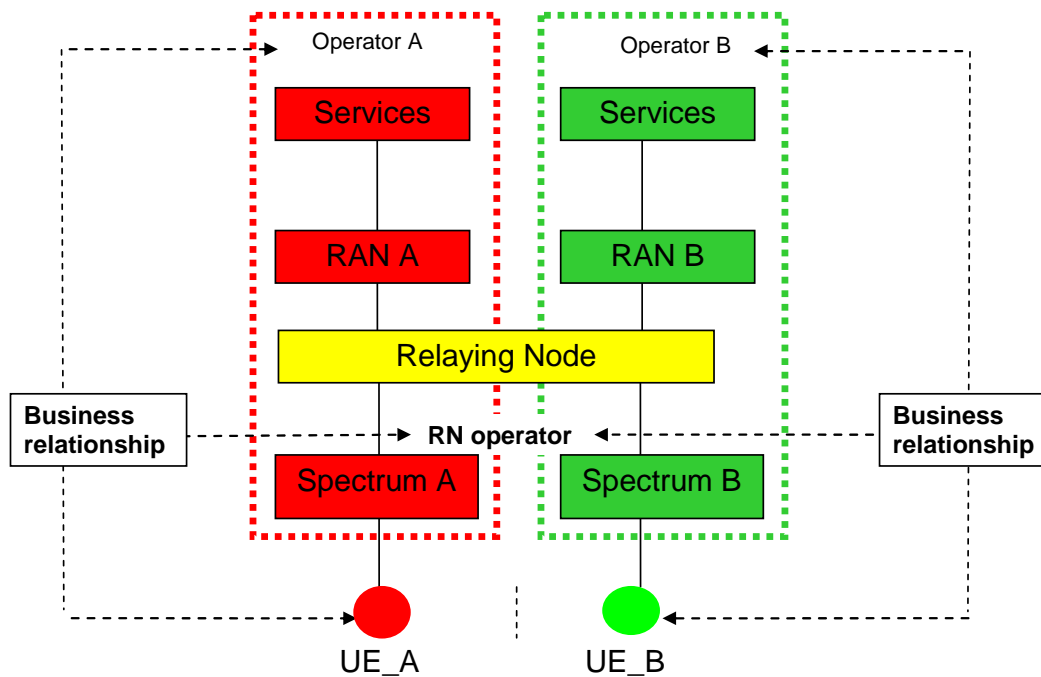 Operator A
Operator B
Services
Services
RAN A
RAN B
Relaying Node
Business
relationship
RN operator
Business
relationship
Spectrum A
Spectrum B
UE_A
UE_B